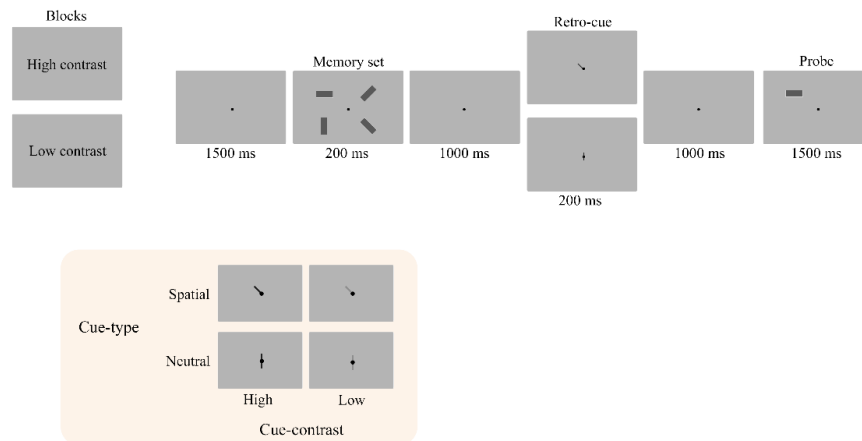 Blocks
High contrast
Low contrast
Memory set
Retro-cue
Probe
1500 ms
200 ms
1000 ms
200 ms
1000 ms
1500 ms
Cue-type
Spatial
Neutral
High
Low
Cue-contrast